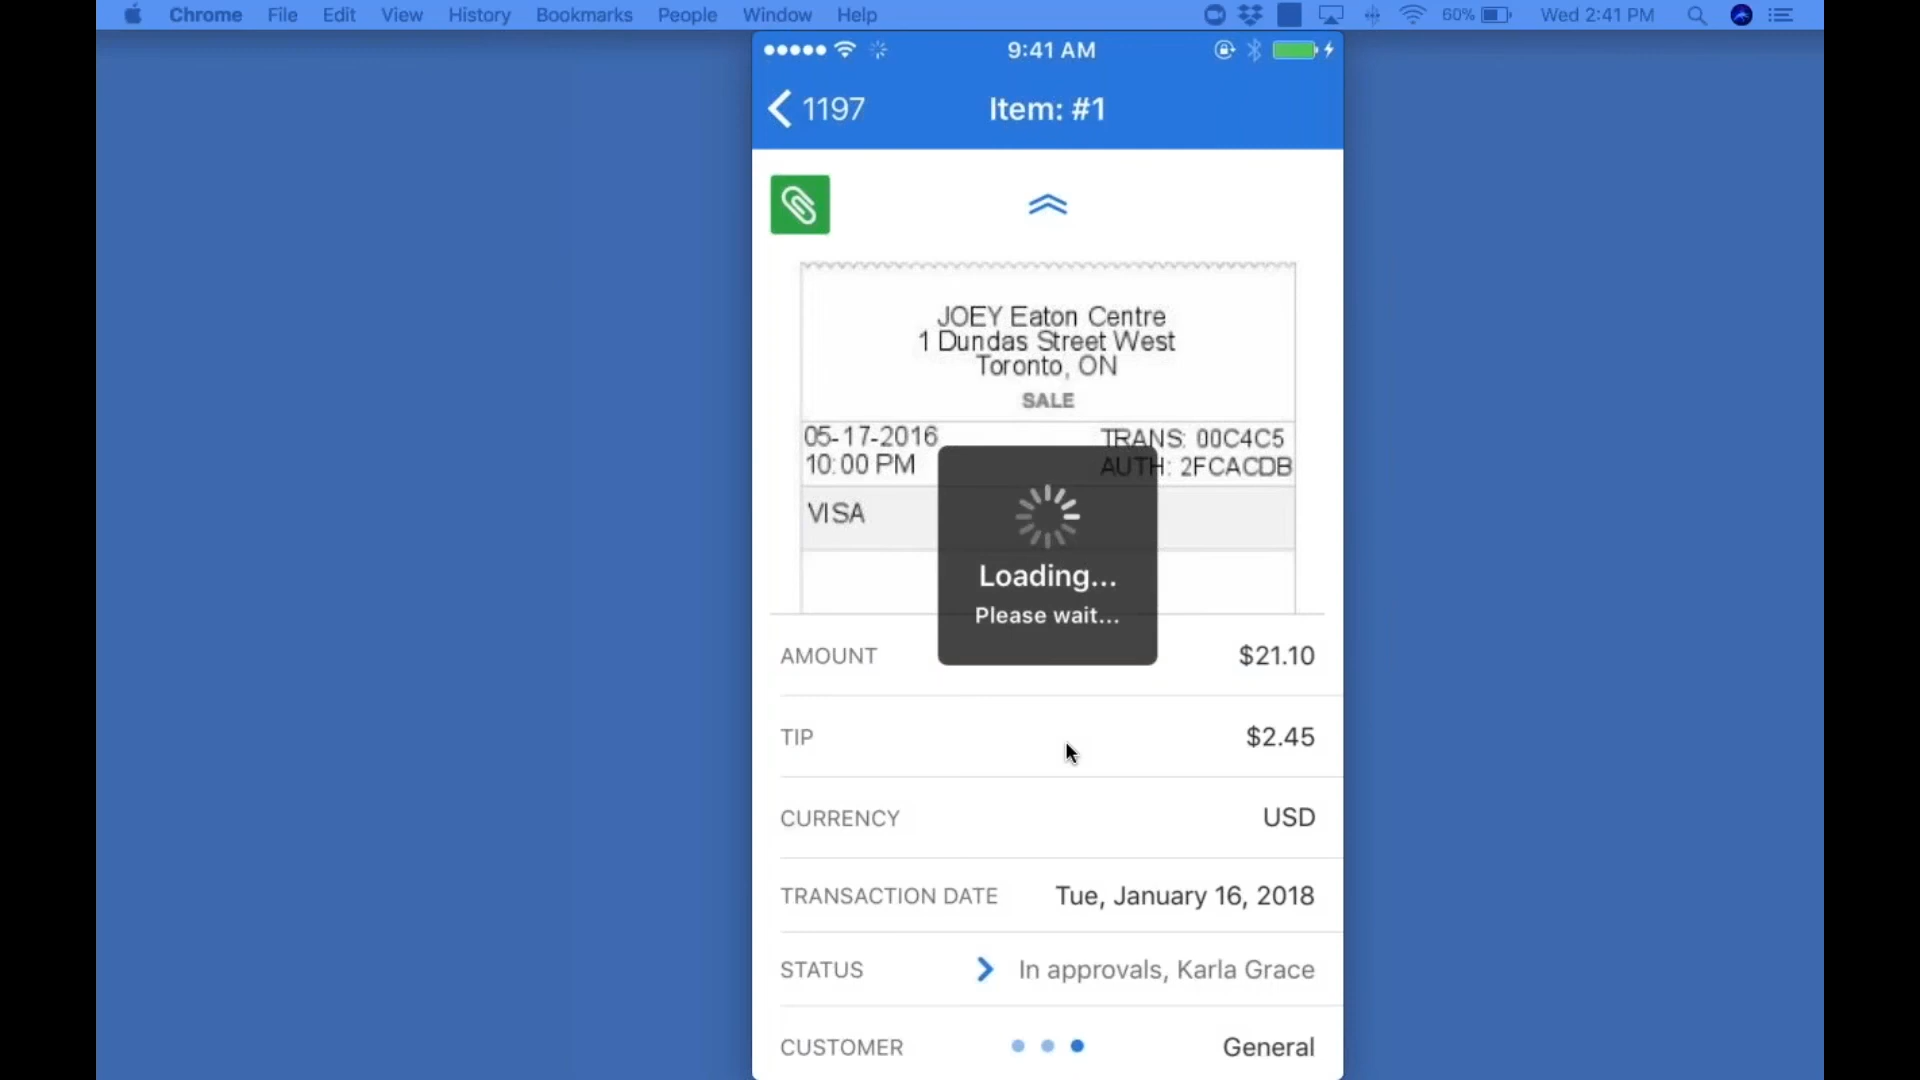 Chrome File Edit View History Bookmarks People Window Help 60% Wed 2:41 PM
9:41 AM
1197 Item: #1
JOEY Eaton Centre
1 Dundas Street West
Toronto, ON
SALE
05-17-2016 TRANS: 00C4C5
10:00 PM AUTH: 2FCACDB
VISA
Loading...
Please wait...
AMOUNT $21.10
TIP $2.45
CURRENCY USD
TRANSACTION DATE Tue, January 16, 2018
STATUS In approvals, Karla Grace
CUSTOMER General